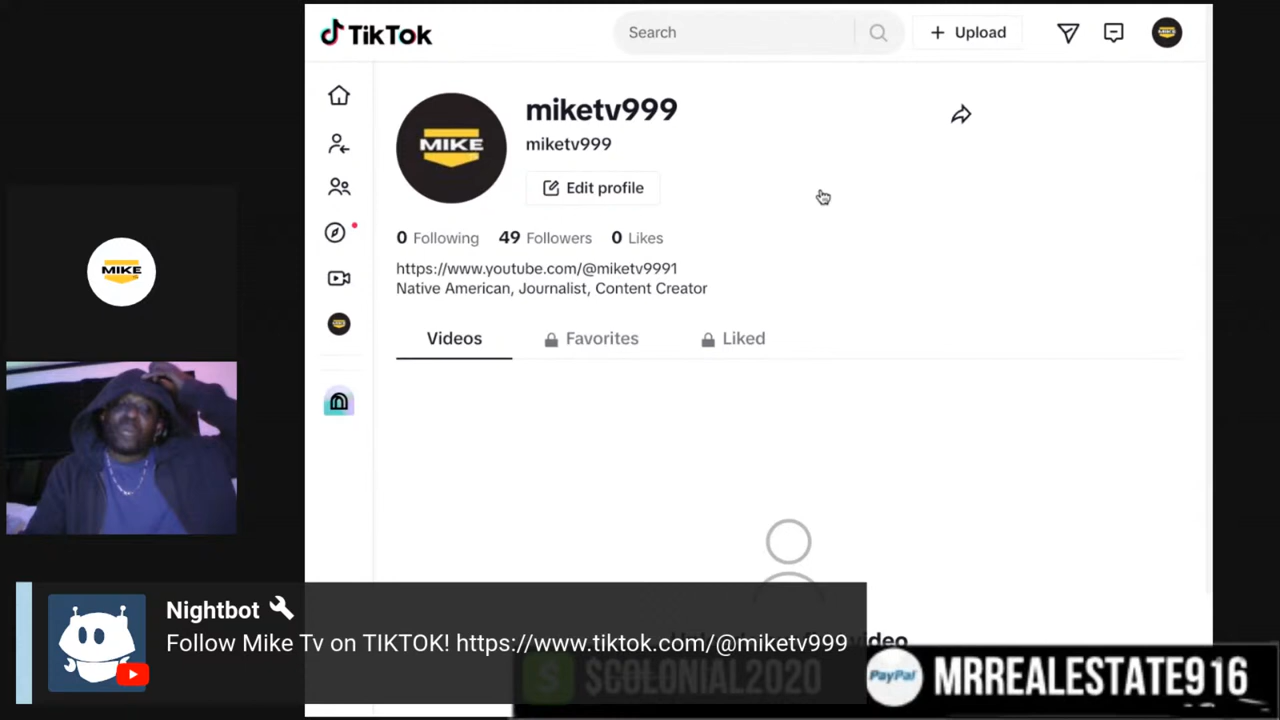 TikTok
Search
Upload
MIKE
miketv999
miketv999
Edit profile
0 Following 49 Followers 0 Likes
https://www.youtube.com/@miketv9991
Native American, Journalist, Content Creator
Videos Favorites Liked
MIKE
Nightbot
Follow Mike Tv on TIKTOK! https://www.tiktok.com/@miketv999
video
S $COLONIAL2020
PayPal MRREALESTATE916